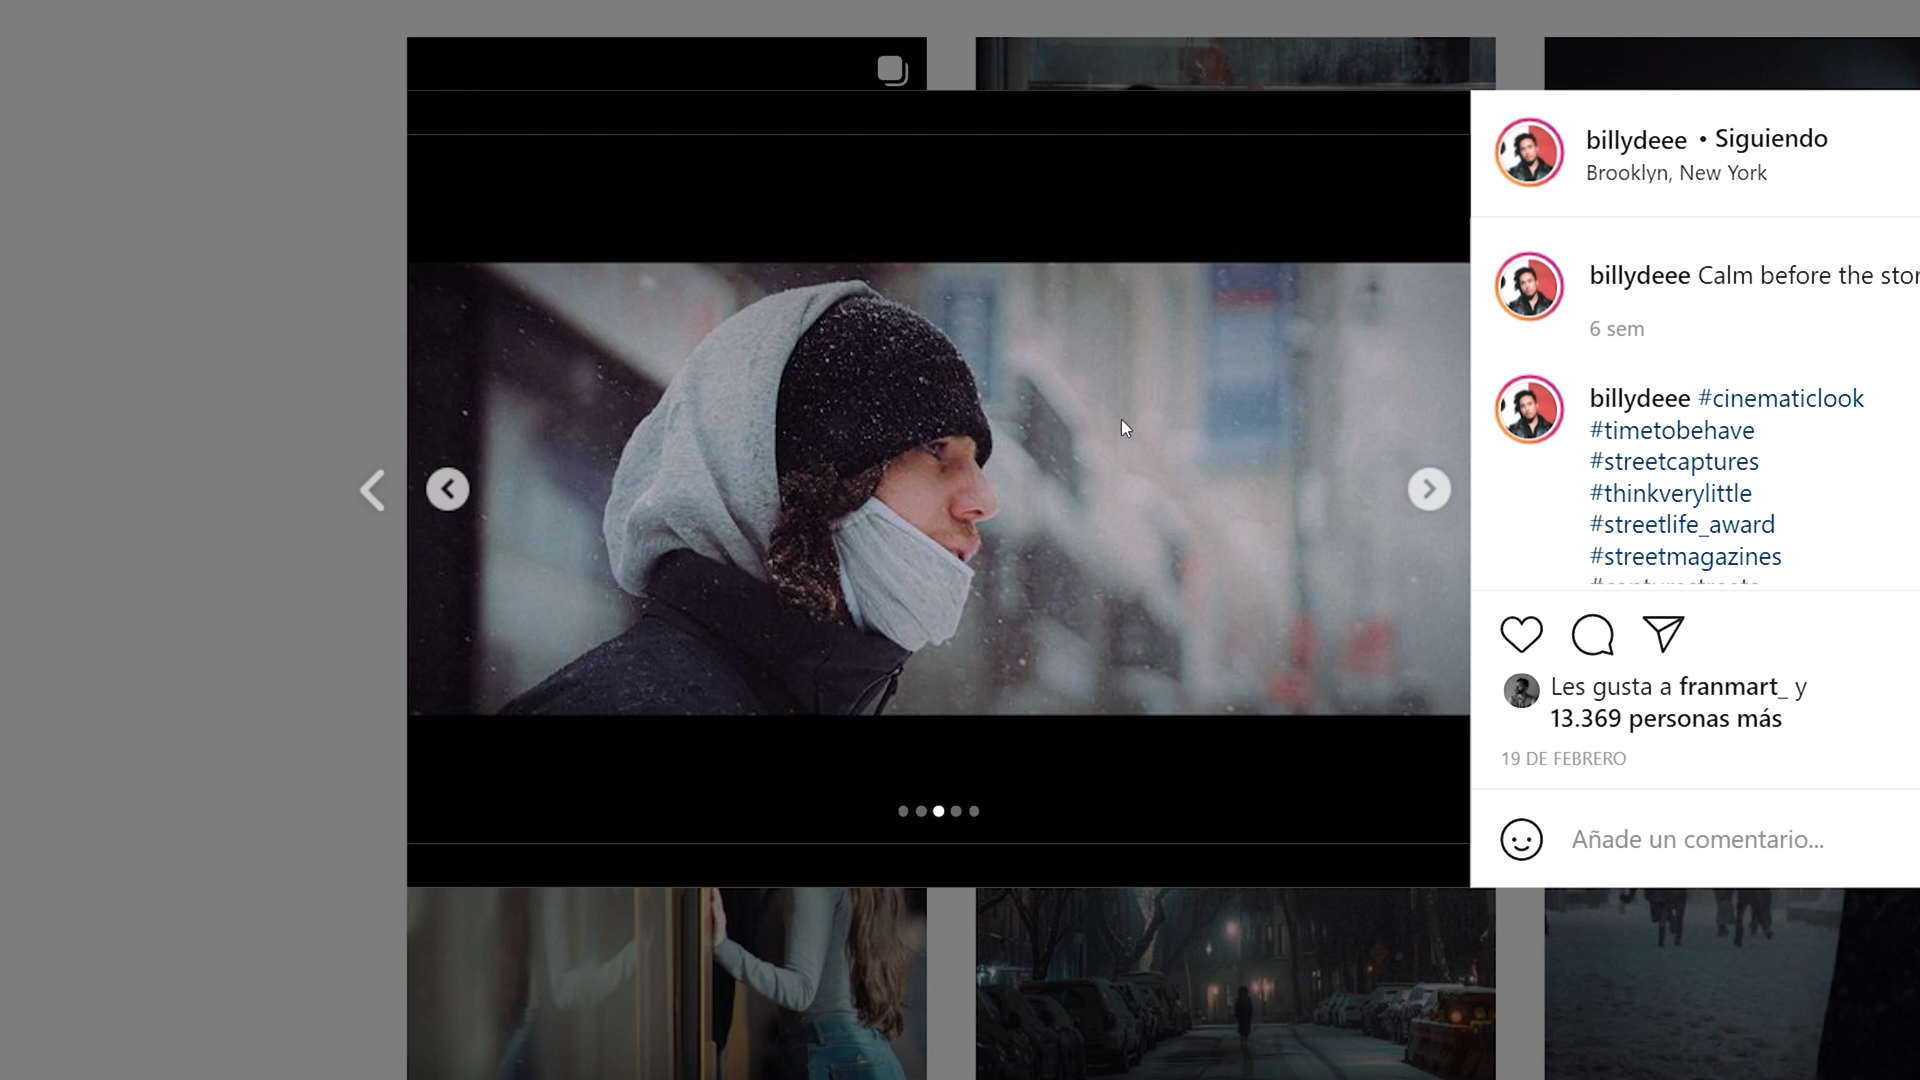 billydeee • Siguiendo
Brooklyn, New York
billydeee Calm before the
6 sem
billydeee #cinematiclook
#timetobehave
#streetcaptures
#thinkverylittle
#streetlife_award
#streetmagazines
Les gusta a franmart_ y
13.369 personas más
19 DE FEBRERO
Añade un comentario...